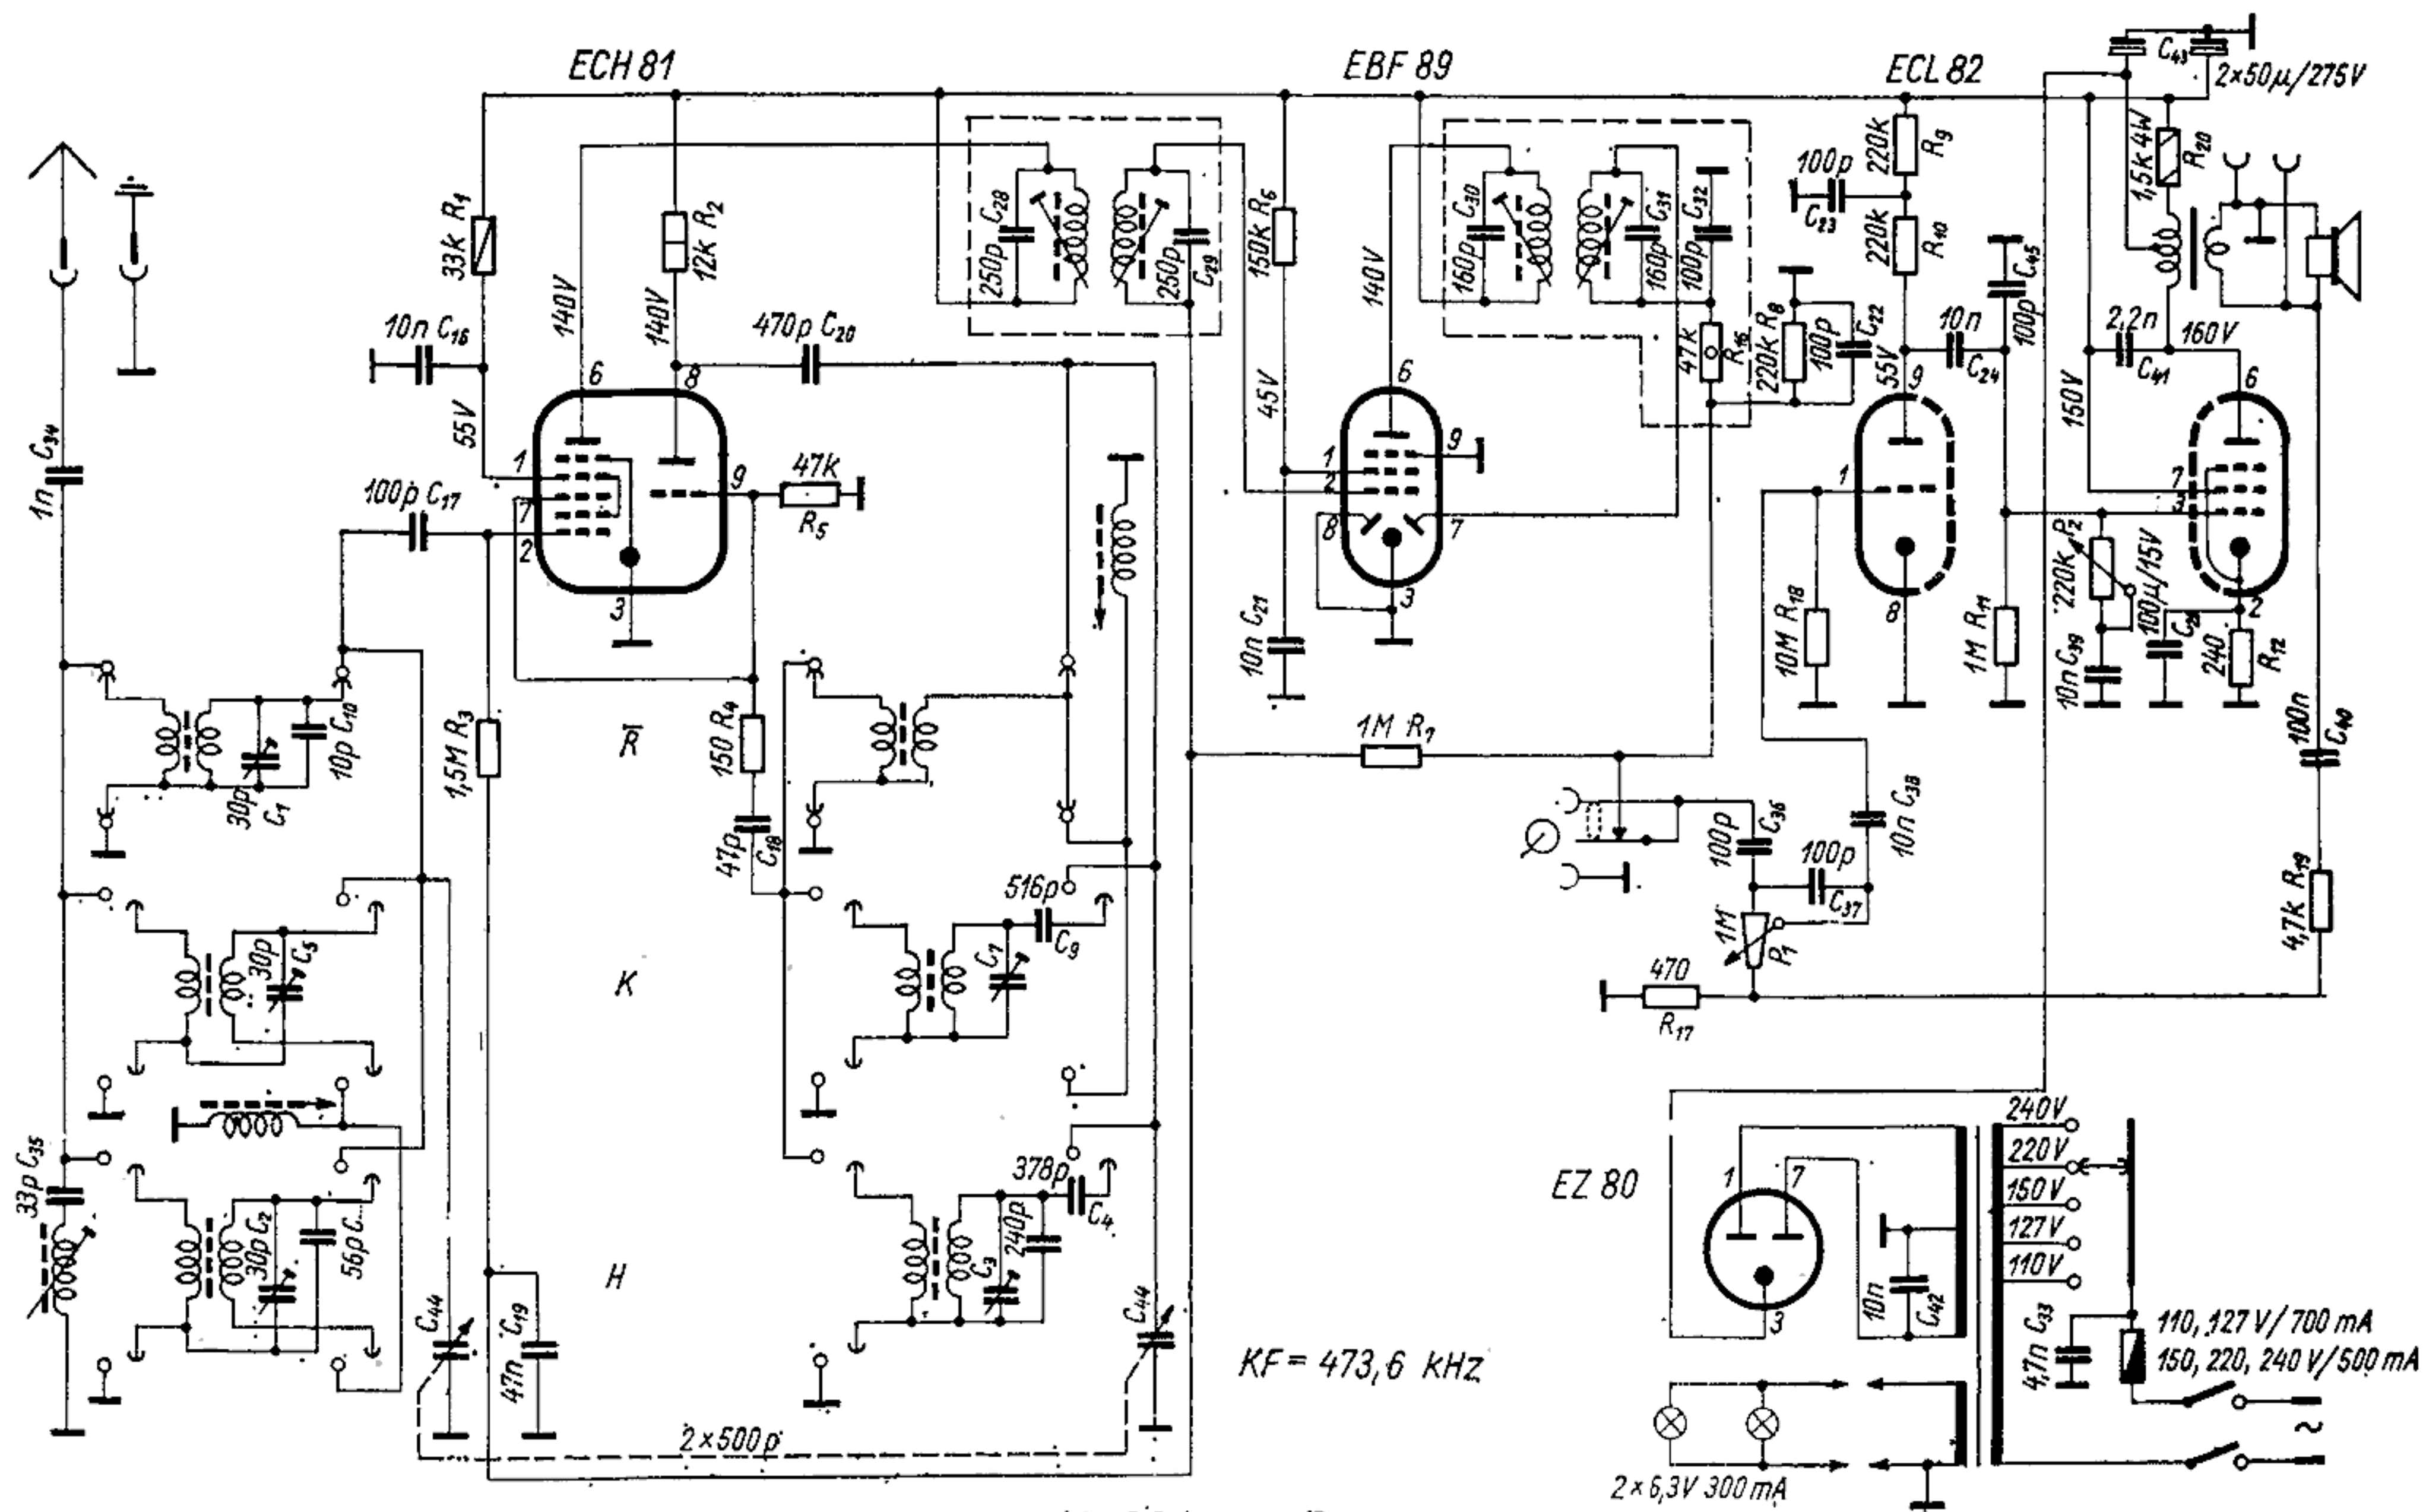 ECH 81
EBF 89
ECL 82
C43
2×50µ/275V
33k R1
12k R2
140V
140V
10n C16
55V
470p C20
C28
250p
250p
C29
150k R6
45V
140V
C30
160p
C31
160p
C32
100p
47k
R16
220k R8
100p
C22
100p
C23
220k
R9
220k
R10
55V
10n
C24
C45
100p
1,5k 4W
R20
2,2n
C41
160V
150V
C34
1n
100p C17
6
8
1
7
2
3
9
47k
R5
6
1
2
8
9
7
3
9
1
8
6
7
3
2
10n C21
10M R18
1M R11
220k P2
10n C39
100µ/15V
240
R12
100n
C40
4,7k R19
30p
C1
10p C10
1,5M R3
150 R4
47p
C18
R
K
H
30p
C5
516p
C9
C7
1M R7
100p
C36
100p
C37
10n C38
1M
P1
470
R17
33p C35
30p C2
56p C
C44
47n C19
378p
C4
C3
240p
C44
2×500p
KF = 473,6 kHz
EZ 80
1
7
3
10n
C42
240V
220V
150V
127V
110V
4,7n C33
110, 127 V/700 mA
150, 220, 240 V/500 mA
~
2×6,3V 300 mA